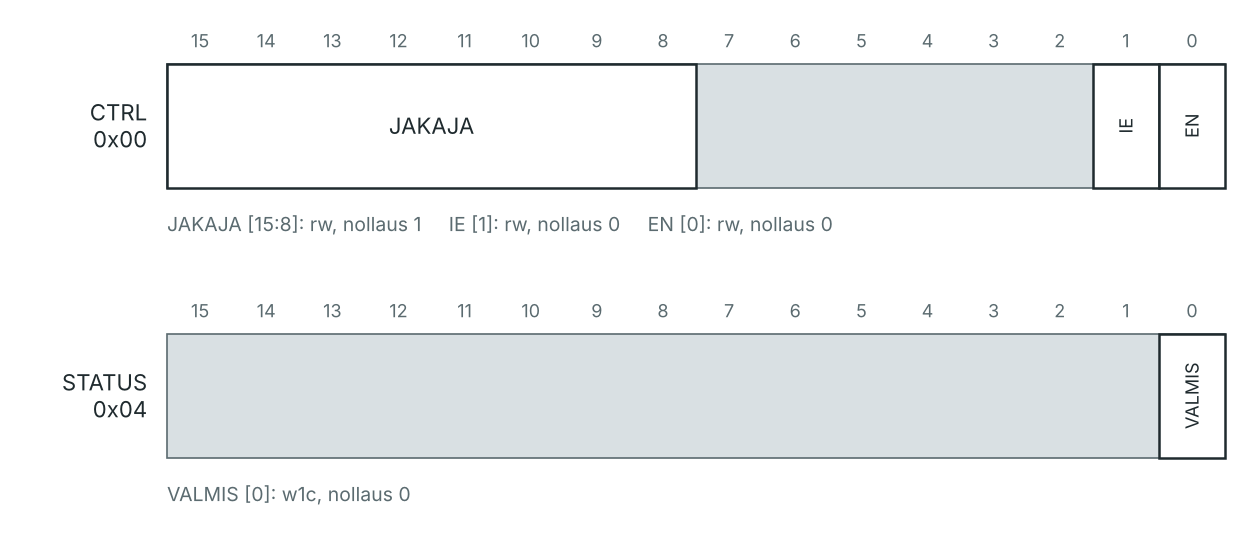 15 14 13 12 11 10 9 8 7 6 5 4 3 2 1 0
CTRL
0x00
JAKAJA
IE
EN
JAKAJA [15:8]: rw, nollaus 1 IE [1]: rw, nollaus 0 EN [0]: rw, nollaus 0
15 14 13 12 11 10 9 8 7 6 5 4 3 2 1 0
STATUS
0x04
VALMIS
VALMIS [0]: w1c, nollaus 0